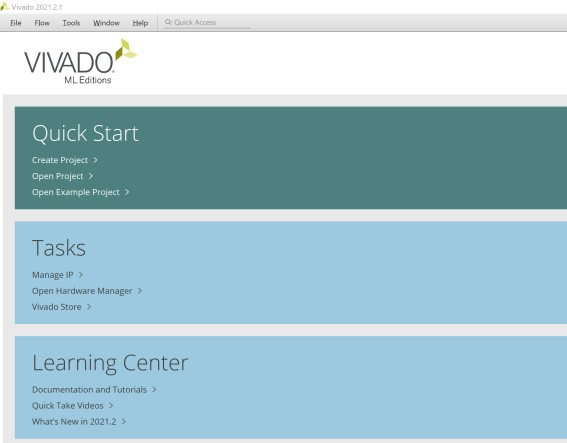 Vivado 2021.2.1
File Flow Tools Window Help Quick Access
VIVADO
ML Editions
Quick Start
Create Project >
Open Project >
Open Example Project >
Tasks
Manage IP >
Open Hardware Manager >
Vivado Store >
Learning Center
Documentation and Tutorials >
Quick Take Videos >
What's New in 2021.2 >